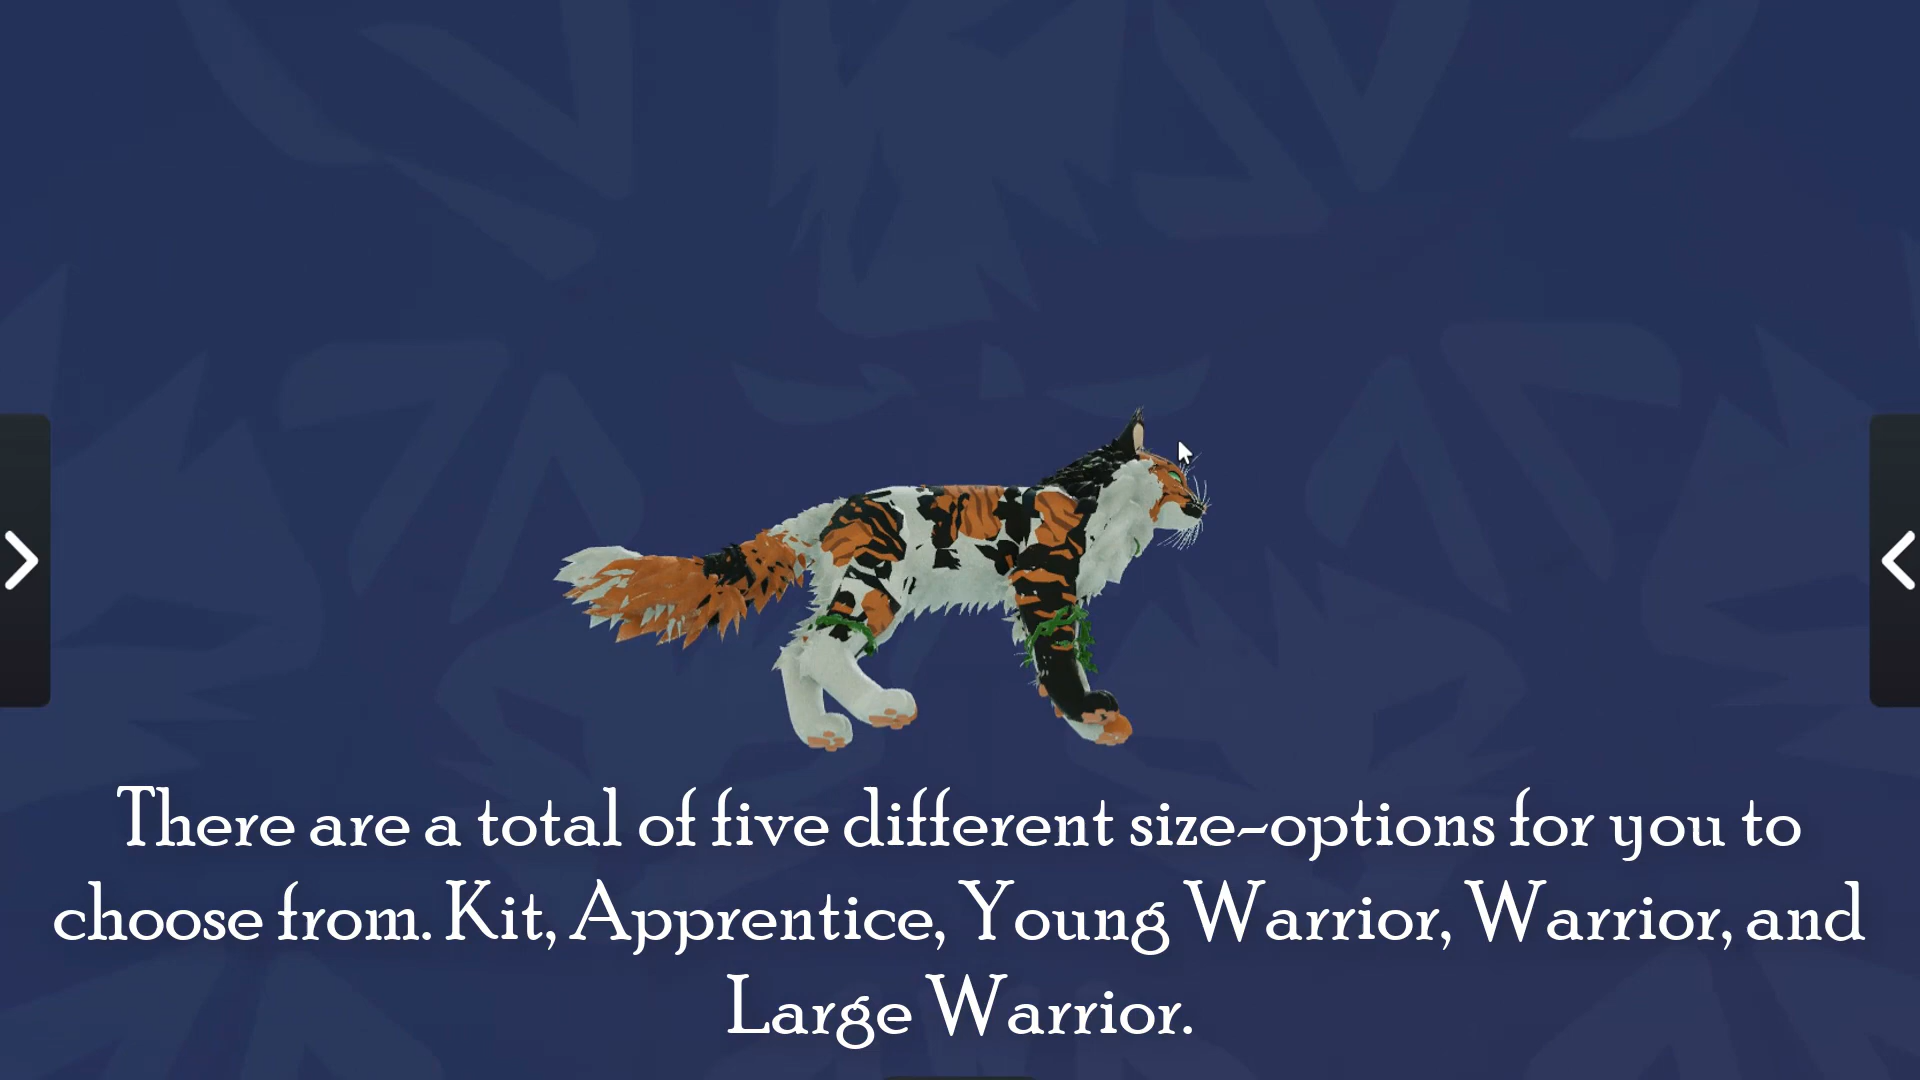 There are a total of five different size-options for you to
choose from. Kit, Apprentice, Young Warrior, Warrior, and
Large Warrior.